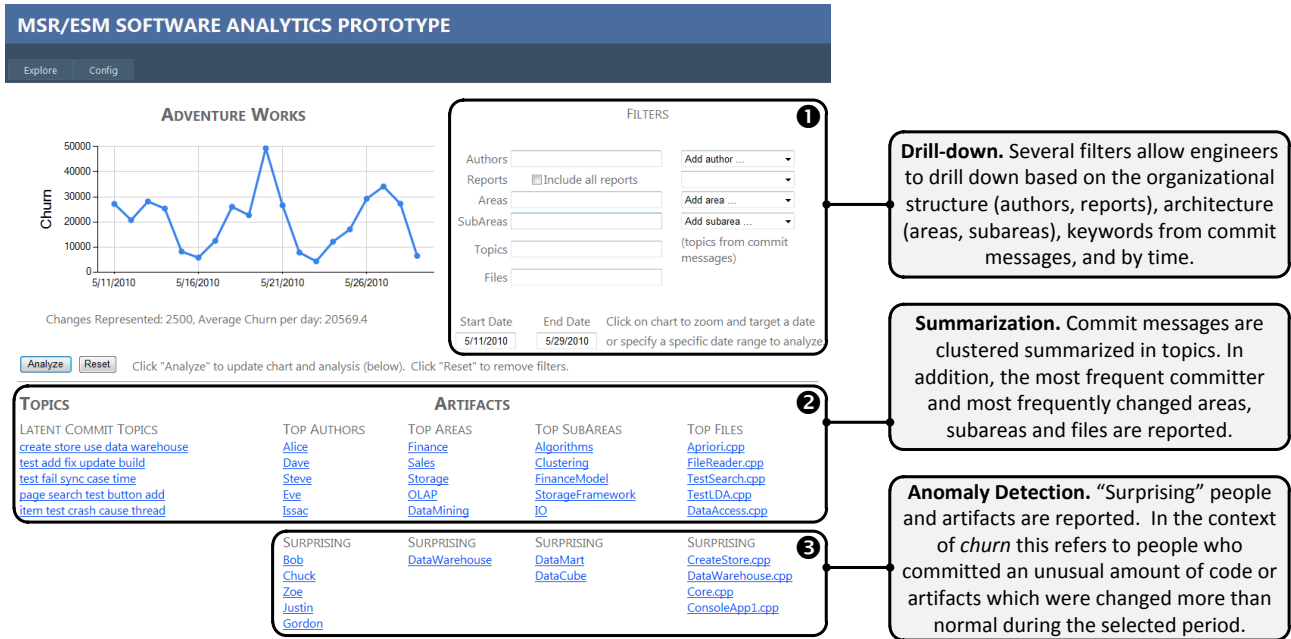 MSR/ESM SOFTWARE ANALYTICS PROTOTYPE
Explore Config
ADVENTURE WORKS
50000
40000
30000
20000
10000
0
Churn
5/11/2010 5/16/2010 5/21/2010 5/26/2010
Changes Represented: 2500, Average Churn per day: 20569.4
FILTERS
❶
Authors Add author ...
Reports Include all reports
Areas Add area ...
SubAreas Add subarea ...
Topics (topics from commit
messages)
Files
Start Date End Date Click on chart to zoom and target a date
5/11/2010 5/29/2010 or specify a specific date range to analyze.
Analyze Reset Click "Analyze" to update chart and analysis (below). Click "Reset" to remove filters.
TOPICS ARTIFACTS ❷
LATENT COMMIT TOPICS TOP AUTHORS TOP AREAS TOP SUBAREAS TOP FILES
create store use data warehouse Alice Finance Algorithms Apriori.cpp
test add fix update build Dave Sales Clustering FileReader.cpp
test fail sync case time Steve Storage FinanceModel TestSearch.cpp
page search test button add Eve OLAP StorageFramework TestLDA.cpp
item test crash cause thread Issac DataMining IO DataAccess.cpp
SURPRISING SURPRISING SURPRISING SURPRISING ❸
Bob DataWarehouse DataMart CreateStore.cpp
Chuck DataCube DataWarehouse.cpp
Zoe Core.cpp
Justin ConsoleApp1.cpp
Gordon
Drill-down. Several filters allow engineers
to drill down based on the organizational
structure (authors, reports), architecture
(areas, subareas), keywords from commit
messages, and by time.
Summarization. Commit messages are
clustered summarized in topics. In
addition, the most frequent committer
and most frequently changed areas,
subareas and files are reported.
Anomaly Detection. “Surprising” people
and artifacts are reported. In the context
of churn this refers to people who
committed an unusual amount of code or
artifacts which were changed more than
normal during the selected period.